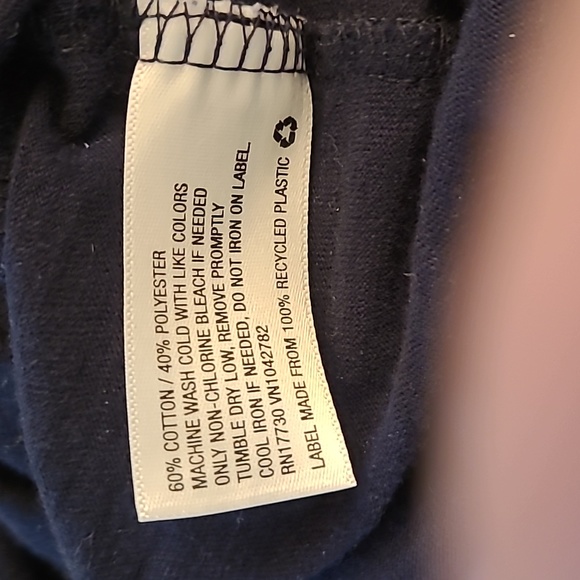 60% COTTON / 40% POLYESTER
MACHINE WASH COLD WITH LIKE COLORS
ONLY NON-CHLORINE BLEACH IF NEEDED
TUMBLE DRY LOW, REMOVE PROMPTLY
COOL IRON IF NEEDED, DO NOT IRON ON LABEL.
RN17730 VN1042782
LABEL MADE FROM 100% RECYCLED PLASTIC